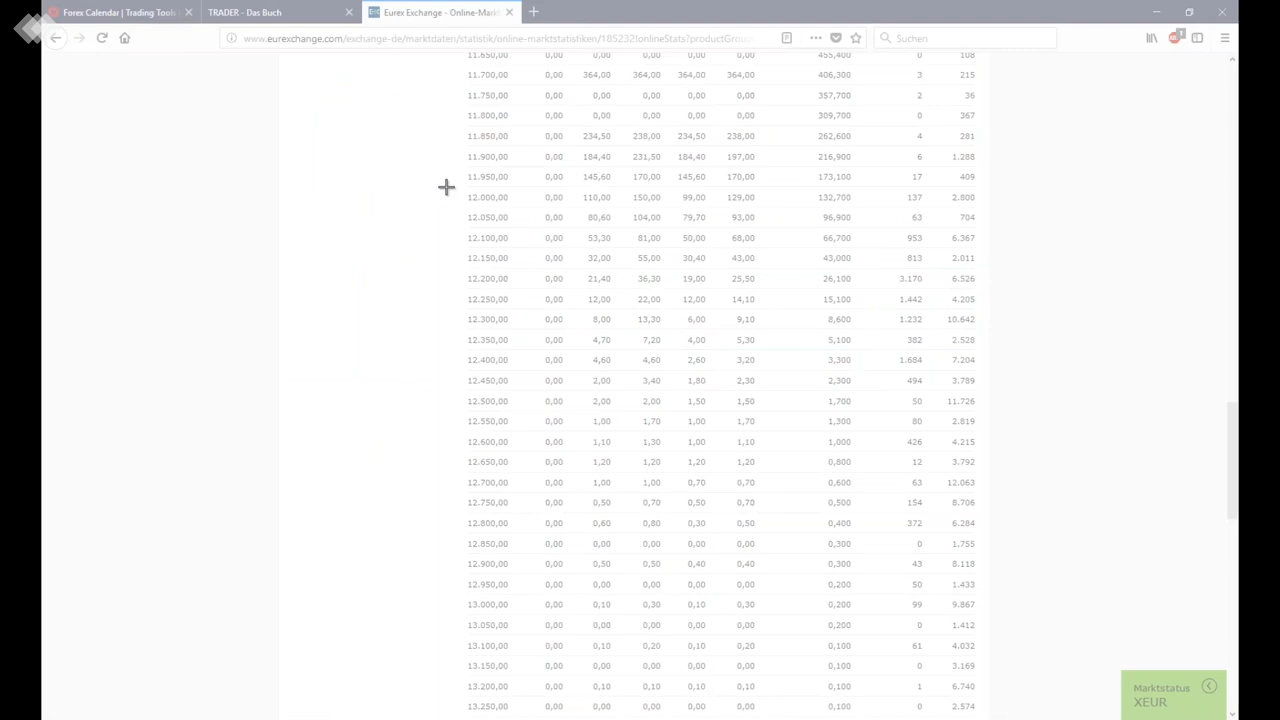 Forex Calendar | Trading Tools
TRADER - Das Buch
Eurex Exchange - Online-Markt
www.eurexchange.com/exchange-de/marktdaten/statistik/online-marktstatistiken/185232!onlineStats?productGrou
Suchen
11.650,00 0,00 0,00 0,00 0,00 0,00 455,400 0 108
11.700,00 0,00 364,00 364,00 364,00 364,00 406,300 3 215
11.750,00 0,00 0,00 0,00 0,00 0,00 357,700 2 36
11.800,00 0,00 0,00 0,00 0,00 0,00 309,700 0 367
11.850,00 0,00 234,50 238,00 234,50 238,00 262,600 4 281
11.900,00 0,00 184,40 231,50 184,40 197,00 216,900 6 1.288
11.950,00 0,00 145,60 170,00 145,60 170,00 173,100 17 409
12.000,00 0,00 110,00 150,00 99,00 129,00 132,700 137 2.800
12.050,00 0,00 80,60 104,00 79,70 93,00 96,900 63 704
12.100,00 0,00 53,30 81,00 50,00 68,00 66,700 953 6.367
12.150,00 0,00 32,00 55,00 30,40 43,00 43,000 813 2.011
12.200,00 0,00 21,40 36,30 19,00 25,50 26,100 3.170 6.526
12.250,00 0,00 12,00 22,00 12,00 14,10 15,100 1.442 4.205
12.300,00 0,00 8,00 13,30 6,00 9,10 8,600 1.232 10.642
12.350,00 0,00 4,70 7,20 4,00 5,30 5,100 382 2.528
12.400,00 0,00 4,60 4,60 2,60 3,20 3,300 1.684 7.204
12.450,00 0,00 2,00 3,40 1,80 2,30 2,300 494 3.789
12.500,00 0,00 2,00 2,00 1,50 1,50 1,700 50 11.726
12.550,00 0,00 1,00 1,70 1,00 1,70 1,300 80 2.819
12.600,00 0,00 1,10 1,30 1,00 1,10 1,000 426 4.215
12.650,00 0,00 1,20 1,20 1,20 1,20 0,800 12 3.792
12.700,00 0,00 1,00 1,00 0,70 0,70 0,600 63 12.063
12.750,00 0,00 0,50 0,70 0,50 0,70 0,500 154 8.706
12.800,00 0,00 0,60 0,80 0,30 0,50 0,400 372 6.284
12.850,00 0,00 0,00 0,00 0,00 0,00 0,300 0 1.755
12.900,00 0,00 0,50 0,50 0,40 0,40 0,300 43 8.118
12.950,00 0,00 0,00 0,00 0,00 0,00 0,200 50 1.433
13.000,00 0,00 0,10 0,30 0,10 0,30 0,200 99 9.867
13.050,00 0,00 0,00 0,00 0,00 0,00 0,200 0 1.412
13.100,00 0,00 0,10 0,20 0,10 0,20 0,100 61 4.032
13.150,00 0,00 0,00 0,00 0,00 0,00 0,100 0 3.169
13.200,00 0,00 0,10 0,10 0,10 0,10 0,100 1 6.740
13.250,00 0,00 0,00 0,00 0,00 0,00 0,100 0 2.574
Marktstatus
XEUR